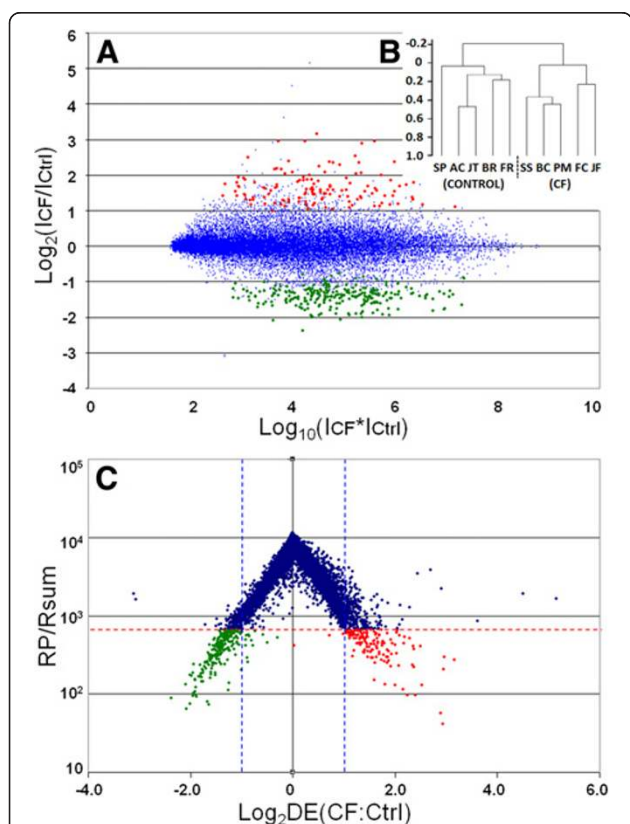 A
6
5
4
3
2
1
0
-1
-2
-3
-4
Log2(ICF/ICtrl)
0 2 4 6 8 10
Log10(ICF*ICtrl)
B
-0.2
0
0.2
0.4
0.6
0.8
1.0
SP AC JT BR FR SS BC PM FC JF
(CONTROL) (CF)
C
10^5
10^4
10^3
10^2
10
RP/Rsum
-4.0 -2.0 0 2.0 4.0 6.0
Log2DE(CF:Ctrl)